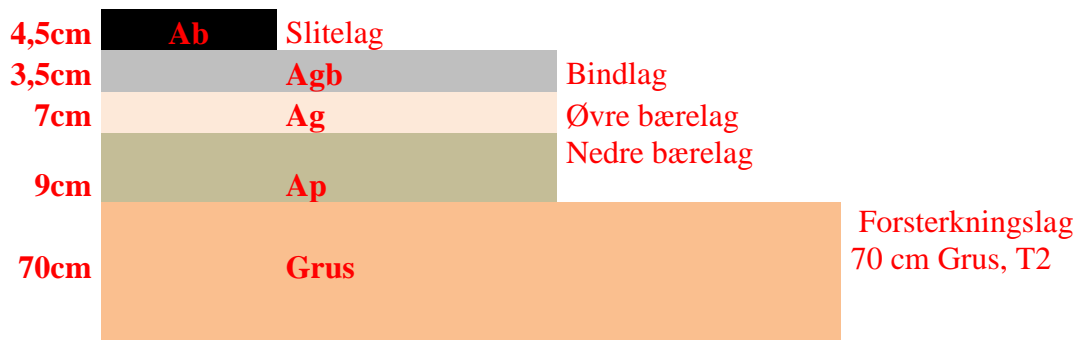 4,5cm Ab Slitelag
3,5cm Agb Bindlag
7cm Ag Øvre bærelag
Nedre bærelag
9cm Ap
Forsterkningslag
70cm Grus 70 cm Grus, T2